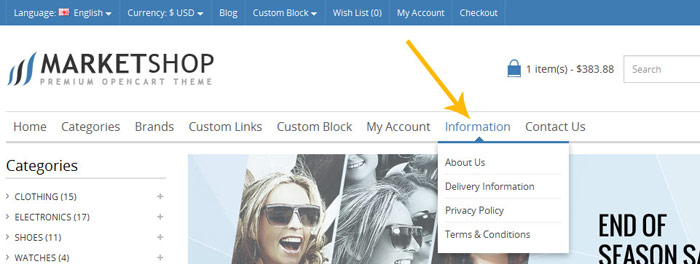 Language: English Currency: $ USD Blog Custom Block Wish List (0) My Account Checkout
MARKETSHOP
PREMIUM OPENCART THEME
1 item(s) - $383.88
Search
Home Categories Brands Custom Links Custom Block My Account Information Contact Us
About Us
Delivery Information
Privacy Policy
Terms & Conditions
Categories
CLOTHING (15) +
ELECTRONICS (17) +
SHOES (11) +
WATCHES (4) +
END OF
SEASON S